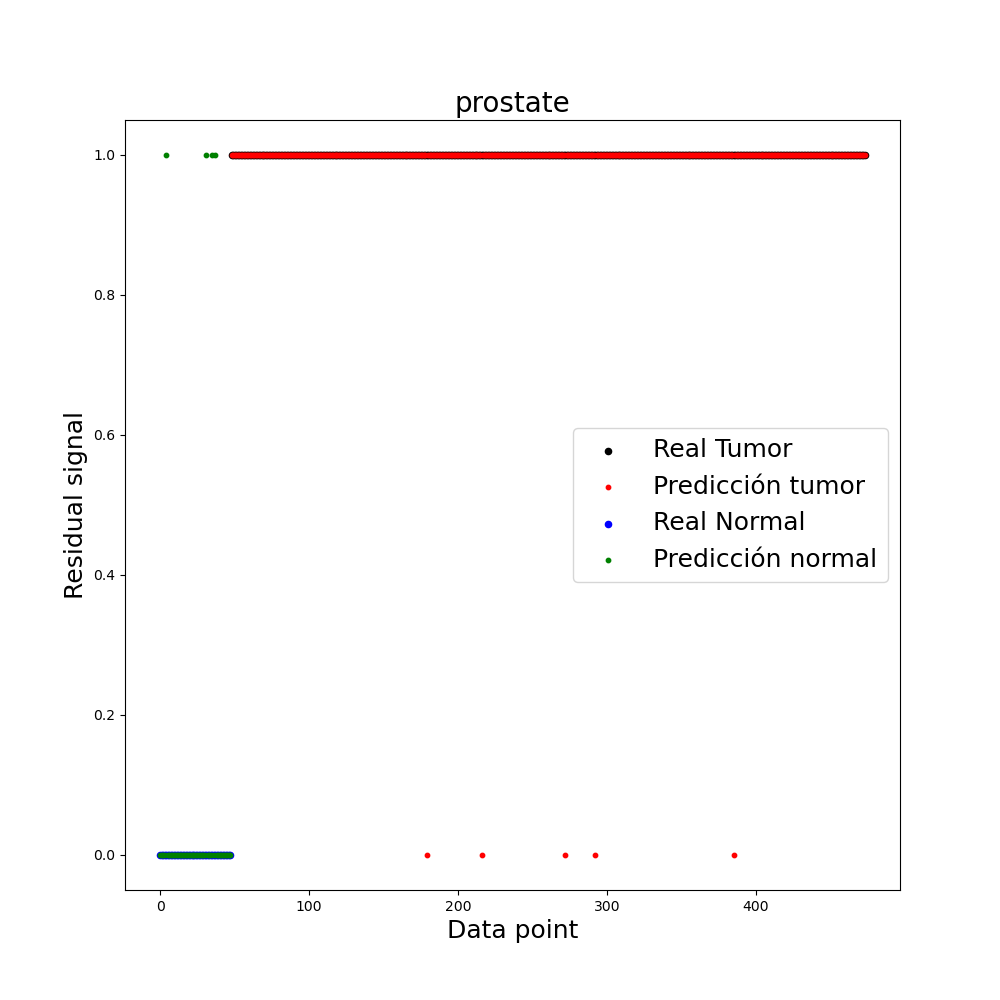 prostate
1.0
0.8
0.6
0.4
0.2
0.0
Residual signal
Real Tumor
Predicción tumor
Real Normal
Predicción normal
0 100 200 300 400
Data point